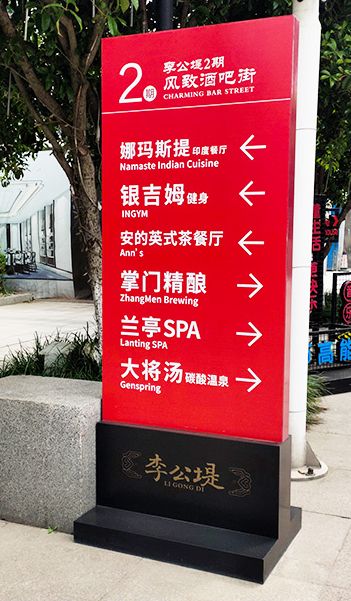 2期
李公堤2期
风致酒吧街
CHARMING BAR STREET
娜玛斯提 印度餐厅
Namaste Indian Cuisine
银吉姆 健身
INGYM
安的英式茶餐厅
Ann's
掌门精酿
ZhangMen Brewing
兰亭SPA
Lanting SPA
大将汤 碳酸温泉
Genspring
李公堤
LI GONG DI